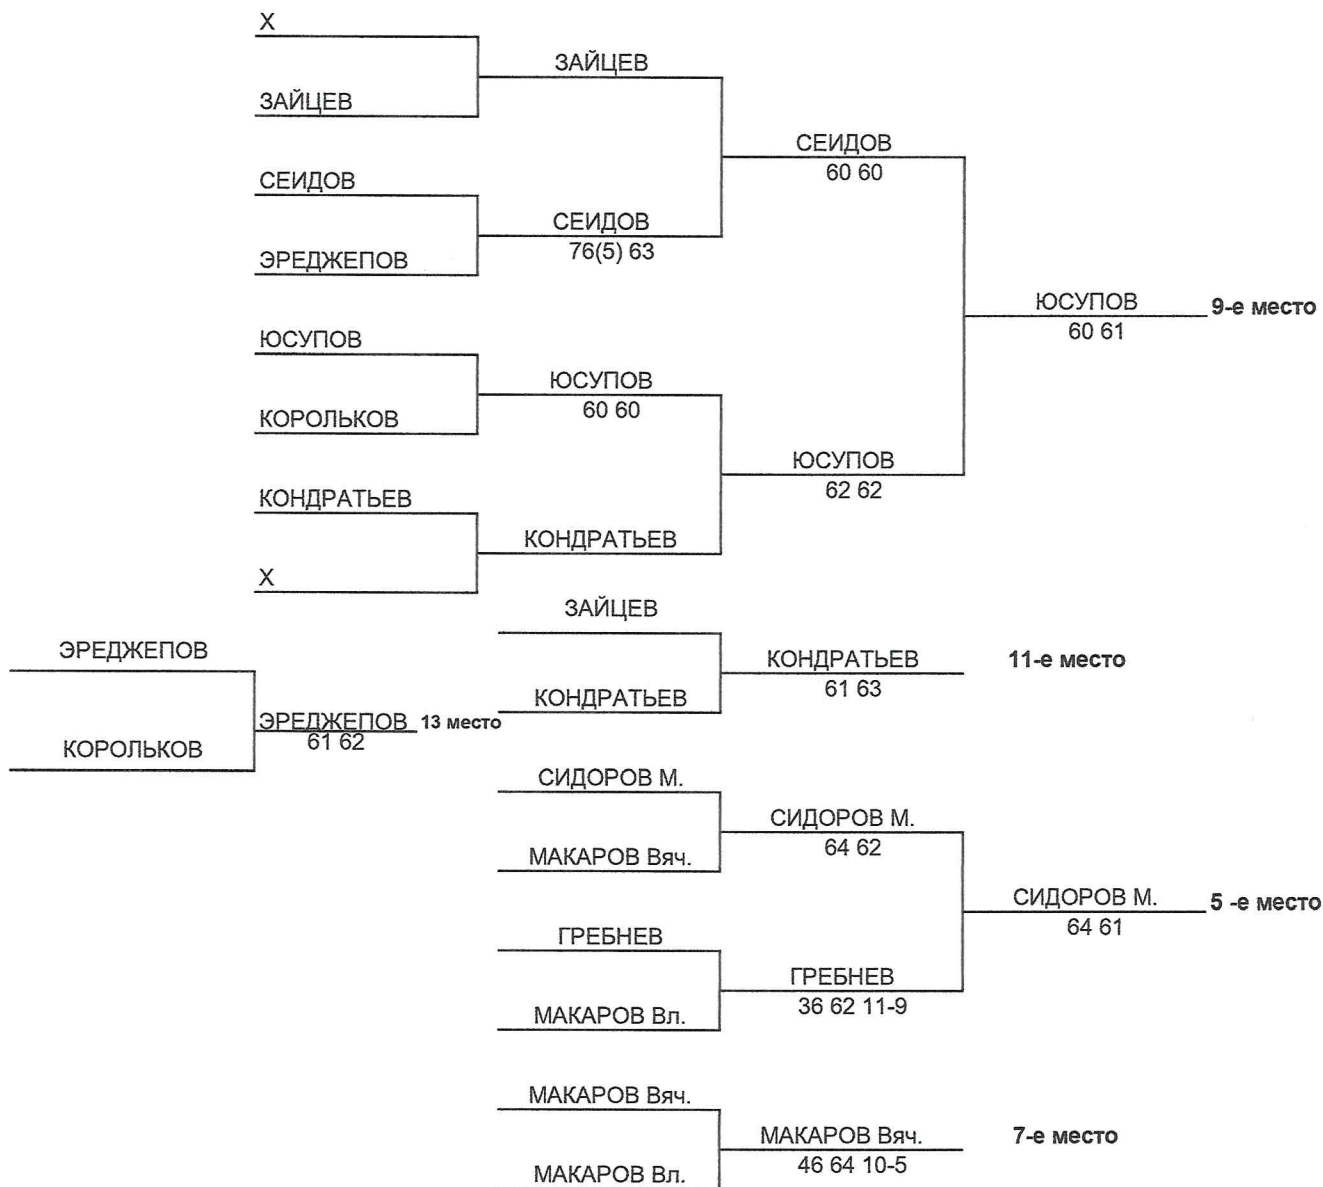 Х
ЗАЙЦЕВ
ЗАЙЦЕВ
СЕИДОВ
60 60
СЕИДОВ
СЕИДОВ
76(5) 63
ЭРЕДЖЕПОВ
ЮСУПОВ
60 61
9-е место
ЮСУПОВ
ЮСУПОВ
60 60
КОРОЛЬКОВ
ЮСУПОВ
62 62
КОНДРАТЬЕВ
КОНДРАТЬЕВ
Х
ЗАЙЦЕВ
ЭРЕДЖЕПОВ
КОНДРАТЬЕВ
61 63
11-е место
КОНДРАТЬЕВ
ЭРЕДЖЕПОВ 13 место
61 62
КОРОЛЬКОВ
СИДОРОВ М.
СИДОРОВ М.
64 62
МАКАРОВ Вяч.
СИДОРОВ М.
64 61
5 -е место
ГРЕБНЕВ
ГРЕБНЕВ
36 62 11-9
МАКАРОВ Вл.
МАКАРОВ Вяч.
МАКАРОВ Вяч.
46 64 10-5
7-е место
МАКАРОВ Вл.